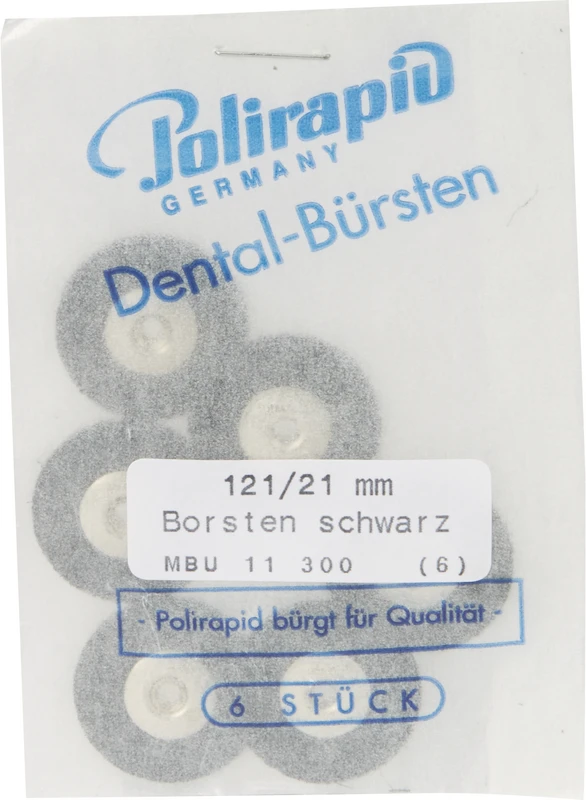 Polirapid
GERMANY
Dental-Bürsten
121/21 mm
Borsten schwarz
MBU 11 300 (6)
- Polirapid bürgt für Qualität -
6 STÜCK